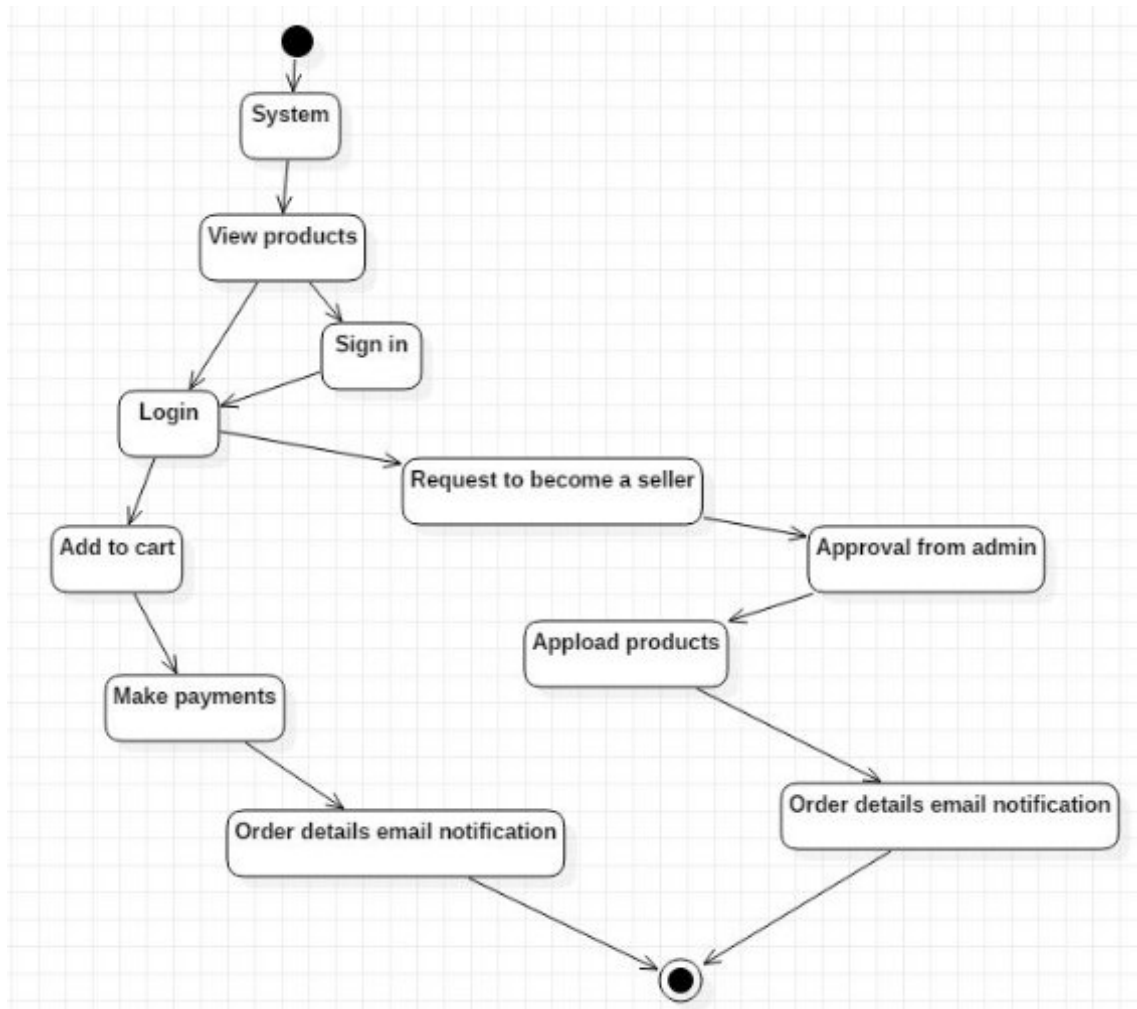 System
View products
Sign in
Login
Request to become a seller
Add to cart
Approval from admin
Appload products
Make payments
Order details email notification
Order details email notification